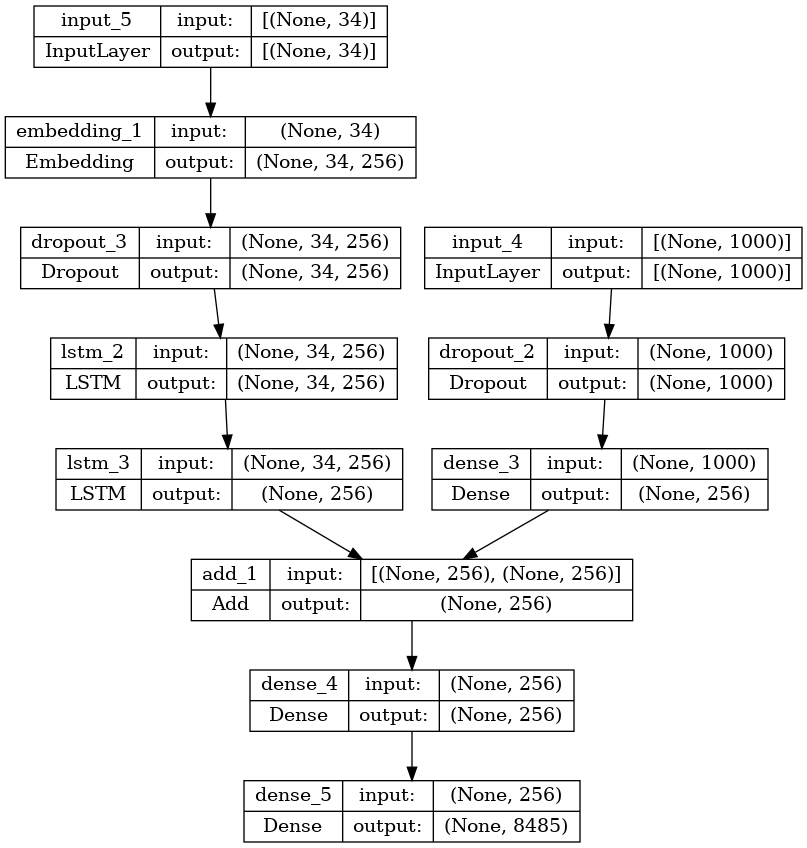 input_5 input: [(None, 34)]
InputLayer output: [(None, 34)]
embedding_1 input: (None, 34)
Embedding output: (None, 34, 256)
dropout_3 input: (None, 34, 256)
Dropout output: (None, 34, 256)
input_4 input: [(None, 1000)]
InputLayer output: [(None, 1000)]
lstm_2 input: (None, 34, 256)
LSTM output: (None, 34, 256)
dropout_2 input: (None, 1000)
Dropout output: (None, 1000)
lstm_3 input: (None, 34, 256)
LSTM output: (None, 256)
dense_3 input: (None, 1000)
Dense output: (None, 256)
add_1 input: [(None, 256), (None, 256)]
Add output: (None, 256)
dense_4 input: (None, 256)
Dense output: (None, 256)
dense_5 input: (None, 256)
Dense output: (None, 8485)